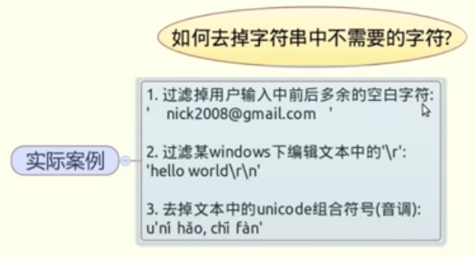 如何去掉字符串中不需要的字符?
实际案例
1. 过滤掉用户输入中前后多余的空白字符:
'    nick2008@gmail.com   '
2. 过滤某windows下编辑文本中的'\r':
'hello world\r\n'
3. 去掉文本中的unicode组合符号(音调):
u'nǐ hǎo, chī fàn'